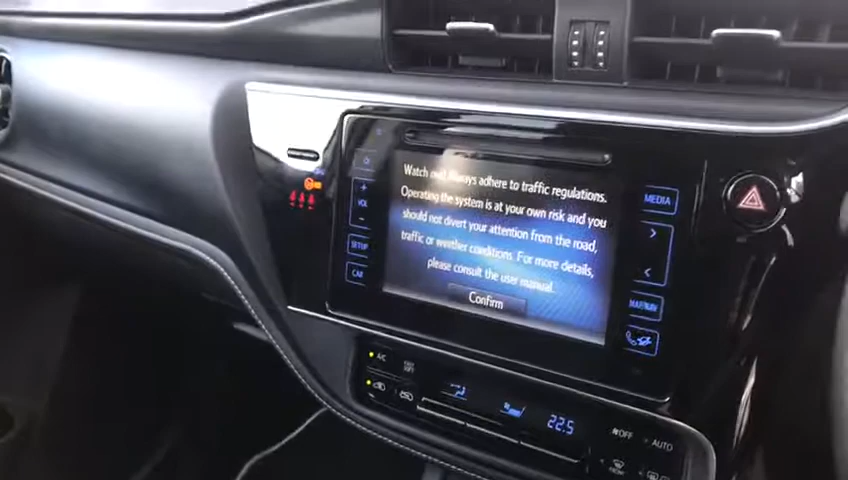 Watch out! Always adhere to traffic regulations.
Operating the system is at your own risk, and you
should not divert your attention from the road,
traffic or weather conditions. For more details,
please consult the user manual.
Confirm
+
VOL
-
SETUP
CAR
MEDIA
>
<
MAP NAV
A/C
22.5
OFF
AUTO